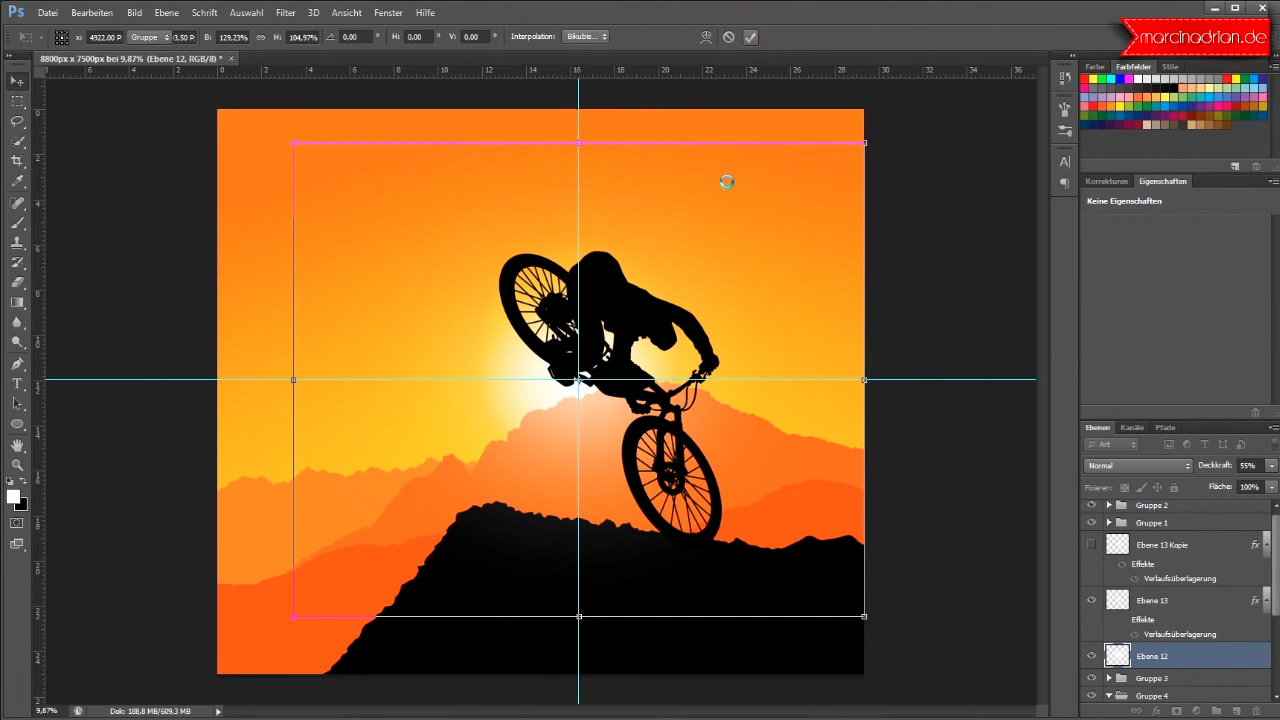 Ps Datei Bearbeiten Bild Ebene Schrift Auswahl Filter 3D Ansicht Fenster Hilfe
marcinadrian.de
x: 4922.00 P Gruppe 3.50 P B: 129,23% H: 104,97% 0.00 ° H: 0.00 ° V: 0.00 ° Interpolation: Bikubis...
8800px x 7500px bei 9,87% (Ebene 12, RGB/8) * ×
Farbe Farbfelder Stile
Korrekturen Eigenschaften
Keine Eigenschaften
Ebenen Kanäle Pfade
Art
Normal Deckkraft: 55%
Fixieren: Fläche: 100%
Gruppe 2
Gruppe 1
Ebene 13 Kopie fx
Effekte
Verlaufsüberlagerung
Ebene 13 fx
Effekte
Verlaufsüberlagerung
Ebene 12
Gruppe 3
Gruppe 4
9,87% Dok: 188,8 MB/609,3 MB